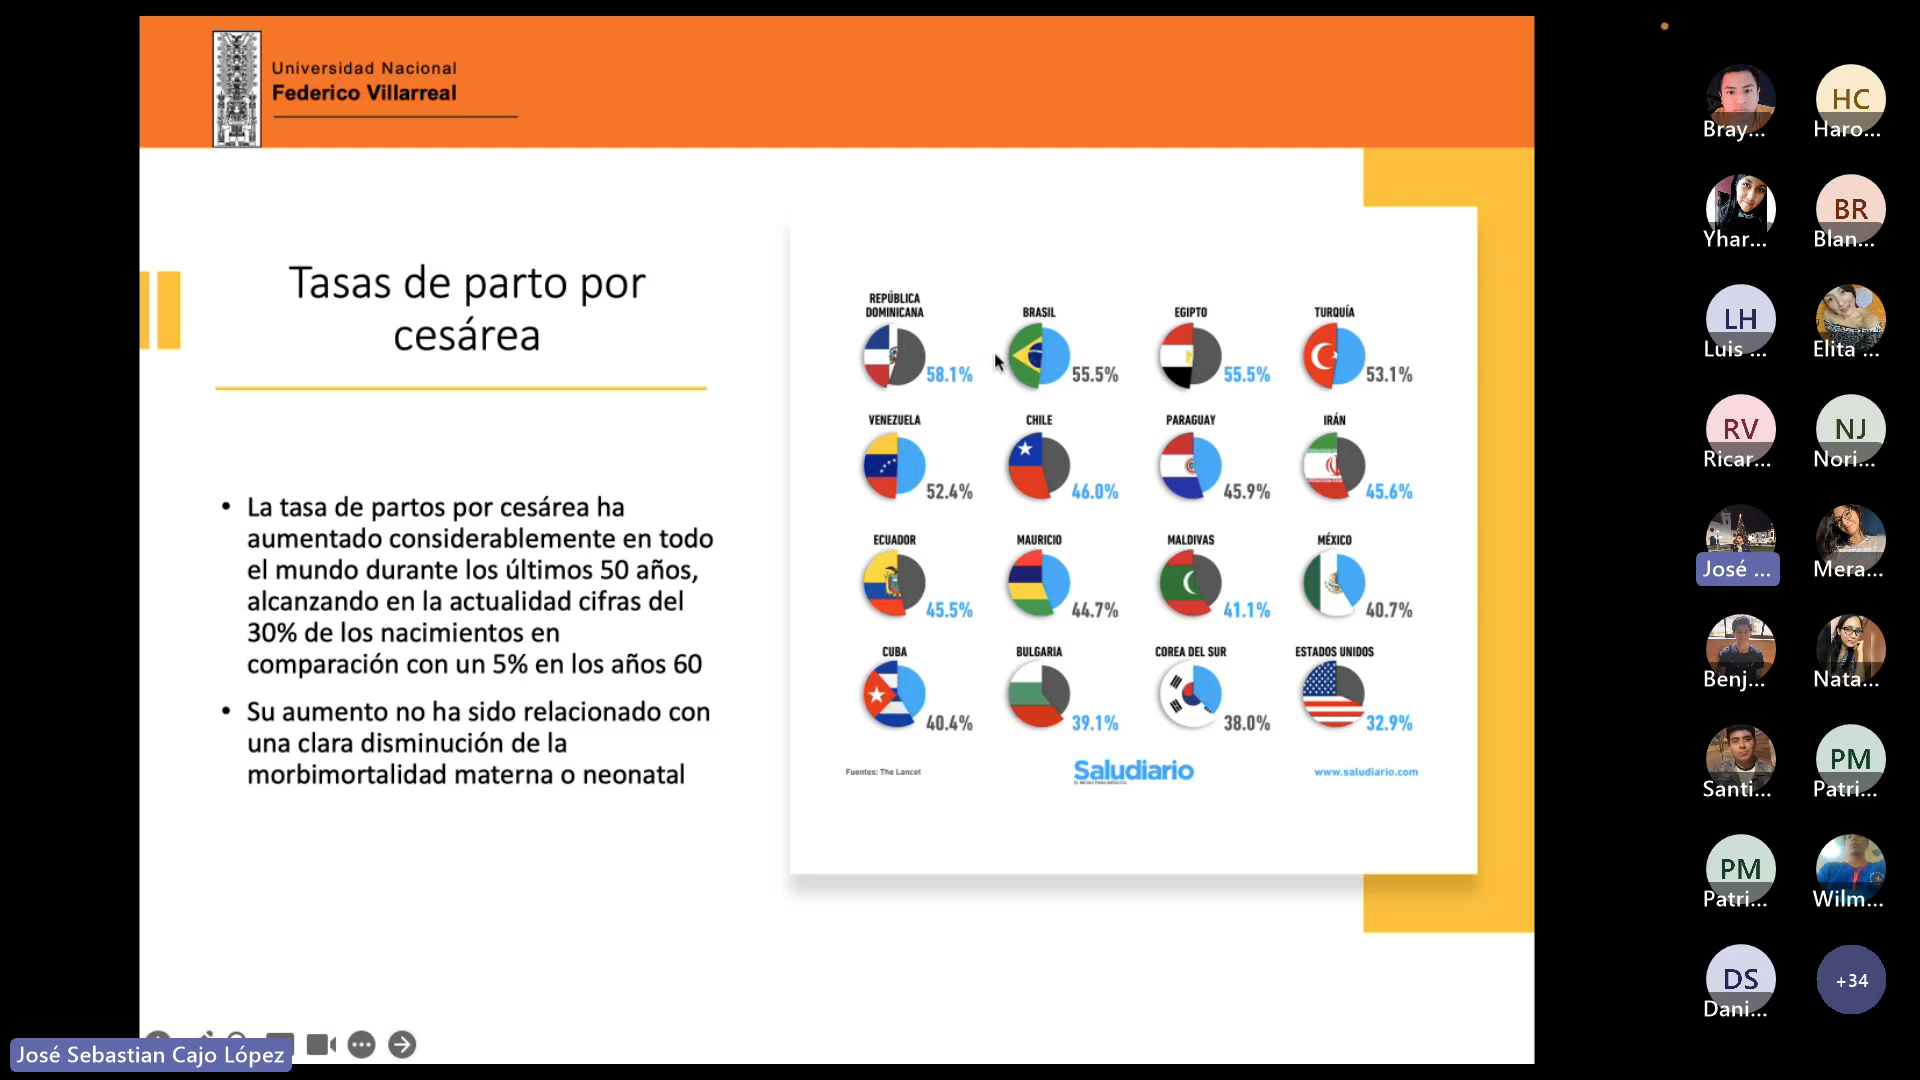 Universidad Nacional
Federico Villarreal
Tasas de parto por
cesárea
• La tasa de partos por cesárea ha
aumentado considerablemente en todo
el mundo durante los últimos 50 años,
alcanzando en la actualidad cifras del
30% de los nacimientos en
comparación con un 5% en los años 60
• Su aumento no ha sido relacionado con
una clara disminución de la
morbimortalidad materna o neonatal
REPÚBLICA
DOMINICANA
58.1%
BRASIL
55.5%
EGIPTO
55.5%
TURQUÍA
53.1%
VENEZUELA
52.4%
CHILE
46.0%
PARAGUAY
45.9%
IRÁN
45.6%
ECUADOR
45.5%
MAURICIO
44.7%
MALDIVAS
41.1%
MÉXICO
40.7%
CUBA
40.4%
BULGARIA
39.1%
COREA DEL SUR
38.0%
ESTADOS UNIDOS
32.9%
Fuentes: The Lancet
Saludiario
www.saludiario.com
José Sebastian Cajo López
Bray...
HC
Haro...
Yhar...
BR
Blan...
LH
Luis ...
Elita ...
RV
Ricar...
NJ
Nori...
José ...
Mera...
Benj...
Nata...
Santi...
PM
Patri...
PM
Patri...
Wilm...
DS
Dani...
+34